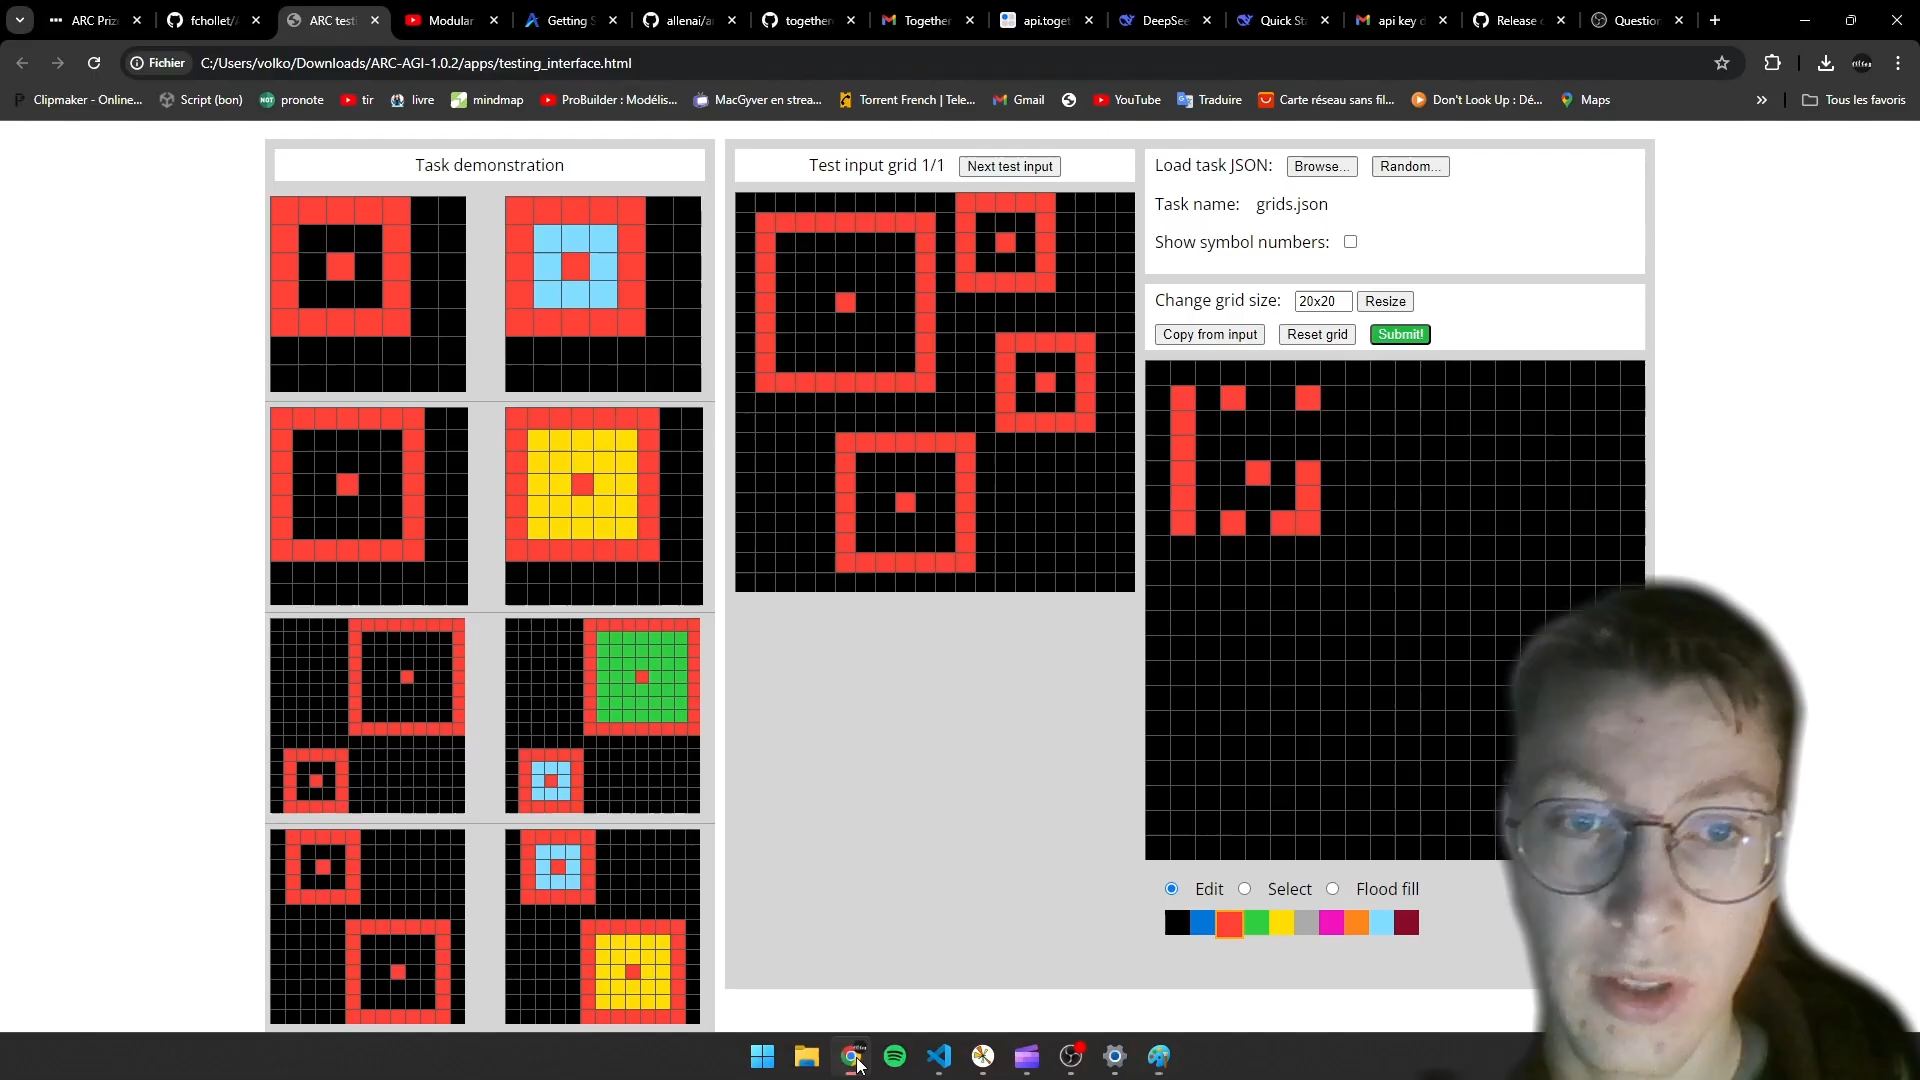 ARC Priz
fchollet/A
ARC testi
Modular
Getting S
allenai/ar
together
Together
api.toget
DeepSee
Quick Sta
api key d
Release o
Question
Fichier
C:/Users/volko/Downloads/ARC-AGI-1.0.2/apps/testing_interface.html
Clipmaker - Online...
Script (bon)
pronote
tir
livre
mindmap
ProBuilder : Modélis...
MacGyver en strea...
Torrent French | Tele...
Gmail
YouTube
Traduire
Carte réseau sans fil...
Don't Look Up : Dé...
Maps
Tous les favoris
Task demonstration
Test input grid 1/1
Next test input
Load task JSON:
Browse...
Random...
Task name: grids.json
Show symbol numbers:
Change grid size:
20x20
Resize
Copy from input
Reset grid
Submit!
Edit
Select
Flood fill